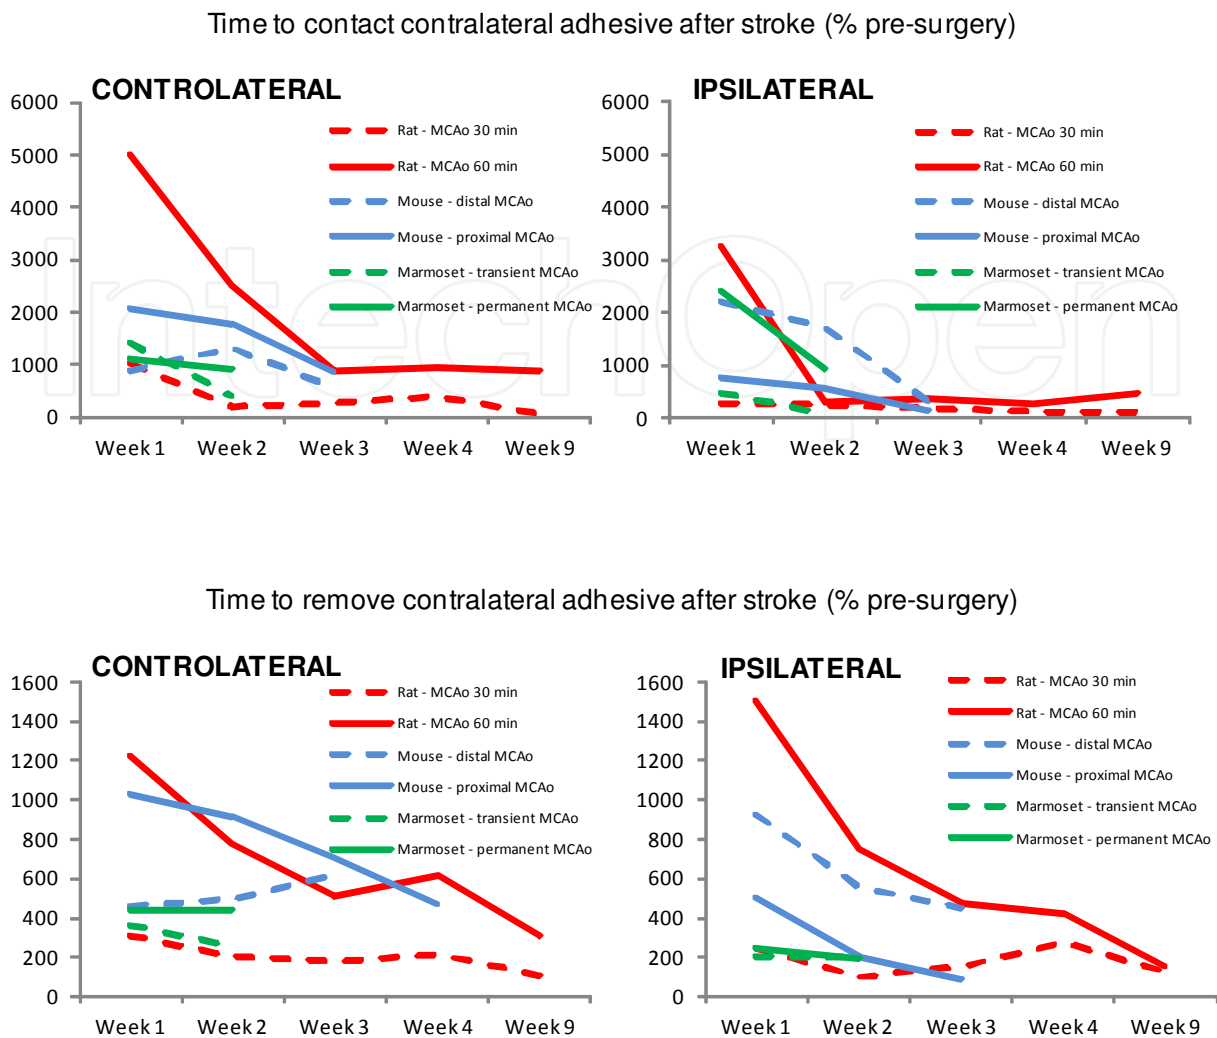 Time to contact contralateral adhesive after stroke (% pre-surgery)
CONTROLATERAL
6000
5000
4000
3000
2000
1000
0
Rat - MCAo 30 min
Rat - MCAo 60 min
Mouse - distal MCAo
Mouse - proximal MCAo
Marmoset - transient MCAo
Marmoset - permanent MCAo
Week 1 Week 2 Week 3 Week 4 Week 9
IPSILATERAL
6000
5000
4000
3000
2000
1000
0
Rat - MCAo 30 min
Rat - MCAo 60 min
Mouse - distal MCAo
Mouse - proximal MCAo
Marmoset - transient MCAo
Marmoset - permanent MCAo
Week 1 Week 2 Week 3 Week 4 Week 9
IntechOpen
Time to remove contralateral adhesive after stroke (% pre-surgery)
CONTROLATERAL
1600
1400
1200
1000
800
600
400
200
0
Rat - MCAo 30 min
Rat - MCAo 60 min
Mouse - distal MCAo
Mouse - proximal MCAo
Marmoset - transient MCAo
Marmoset - permanent MCAo
Week 1 Week 2 Week 3 Week 4 Week 9
IPSILATERAL
1600
1400
1200
1000
800
600
400
200
0
Rat - MCAo 30 min
Rat - MCAo 60 min
Mouse - distal MCAo
Mouse - proximal MCAo
Marmoset - transient MCAo
Marmoset - permanent MCAo
Week 1 Week 2 Week 3 Week 4 Week 9